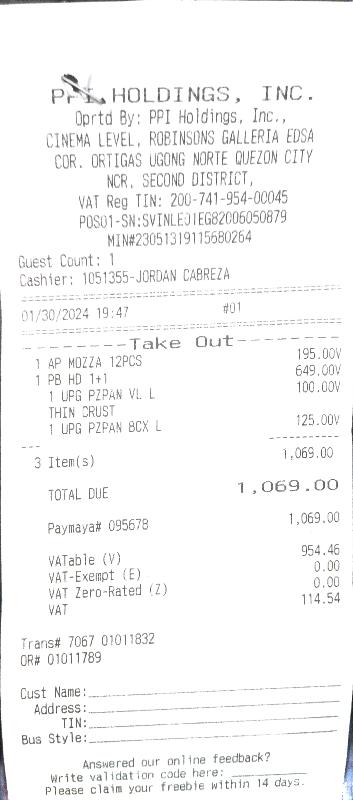 PPI HOLDINGS, INC.
Oprtd By: PPI Holdings, Inc.,
CINEMA LEVEL, ROBINSONS GALLERIA EDSA
COR. ORTIGAS UGONG NORTE QUEZON CITY
NCR, SECOND DISTRICT,
VAT Reg TIN: 200-741-954-00045
POS01-SN:SVINLE01EG82006050879
MIN#23051319115680264
Guest Count: 1
Cashier: 1051355-JORDAN CABREZA
01/30/2024 19:47 #01
--------Take Out--------
1 AP MOZZA 12PCS 195.00V
1 PB HD 1+1 649.00V
1 UPG PZPAN VL L 100.00V
THIN CRUST
1 UPG PZPAN BCX L 125.00V
3 Item(s) 1,069.00
TOTAL DUE 1,069.00
Paymaya# 095678 1,069.00
VATable (V) 954.46
VAT-Exempt (E) 0.00
VAT Zero-Rated (Z) 0.00
VAT 114.54
Trans# 7067 01011832
OR# 01011789
Cust Name:
Address:
TIN:
Bus Style:
Answered our online feedback?
Write validation code here:
Please claim your freebie within 14 days.